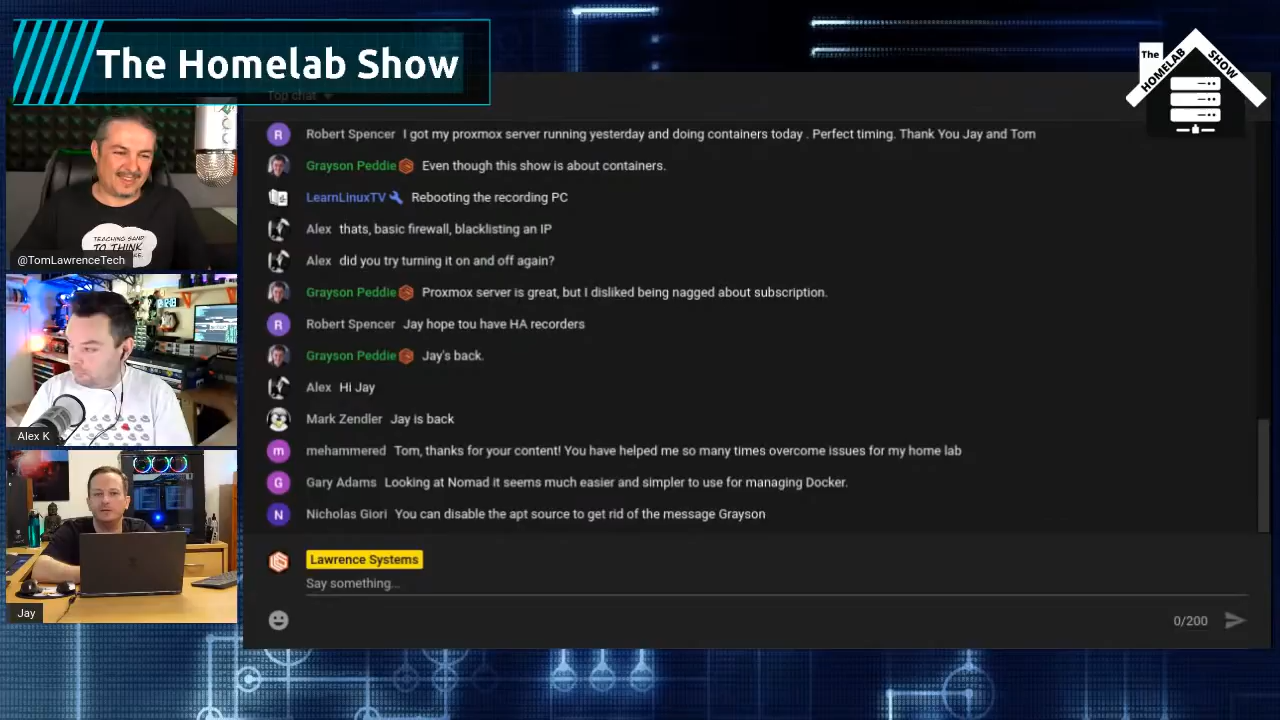 The Homelab Show
The
HOMELAB
SHOW
Top chat
Robert Spencer I got my proxmox server running yesterday and doing containers today . Perfect timing. Thank You Jay and Tom
Grayson Peddie Even though this show is about containers.
LearnLinuxTV Rebooting the recording PC
Alex thats, basic firewall, blacklisting an IP
Alex did you try turning it on and off again?
Grayson Peddie Proxmox server is great, but I disliked being nagged about subscription.
Robert Spencer Jay hope tou have HA recorders
Grayson Peddie Jay's back.
Alex Hi Jay
Mark Zendler Jay is back
mehammered Tom, thanks for your content! You have helped me so many times overcome issues for my home lab
Gary Adams Looking at Nomad it seems much easier and simpler to use for managing Docker.
Nicholas Giori You can disable the apt source to get rid of the message Grayson
Lawrence Systems
Say something...
0/200
TEACHING SAND
TO THINK
@TomLawrenceTech
Alex K
Jay